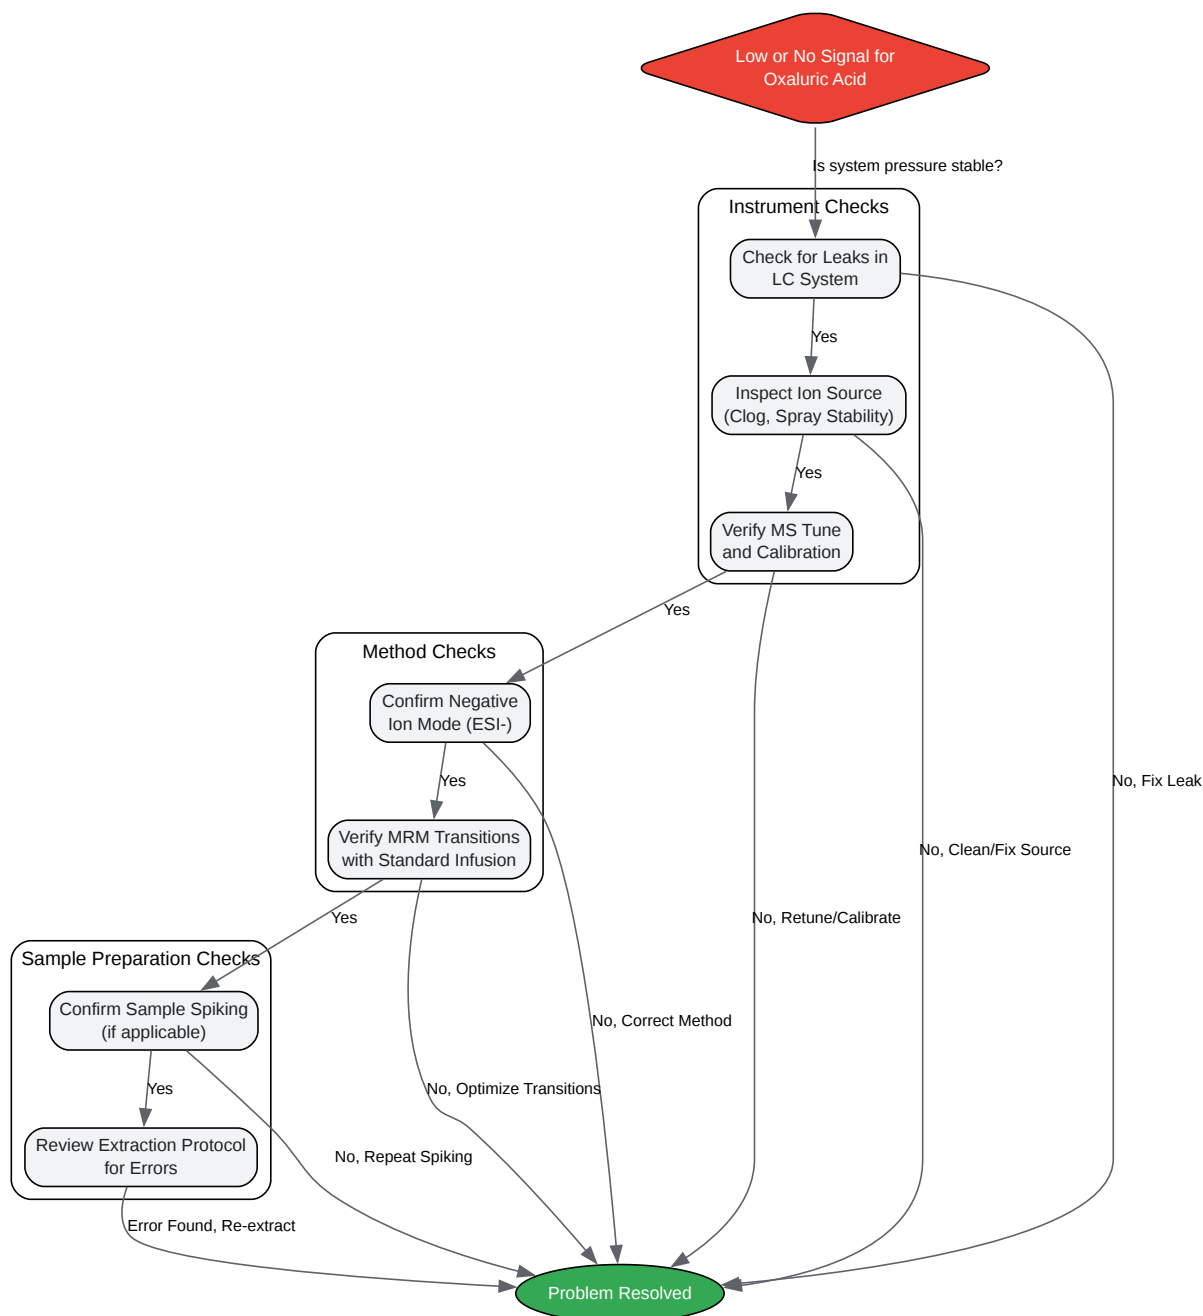 Low or No Signal for
Oxaluric Acid
Is system pressure stable?
Instrument Checks
Check for Leaks in
LC System
Yes
Inspect Ion Source
(Clog, Spray Stability)
Yes
Verify MS Tune
and Calibration
Yes
Method Checks
Confirm Negative
Ion Mode (ESI-)
Yes
No, Fix Leak
Verify MRM Transitions
with Standard Infusion
No, Clean/Fix Source
Yes
No, Retune/Calibrate
Sample Preparation Checks
Confirm Sample Spiking
(if applicable)
No, Correct Method
Yes
No, Optimize Transitions
Review Extraction Protocol
for Errors
No, Repeat Spiking
Error Found, Re-extract
Problem Resolved